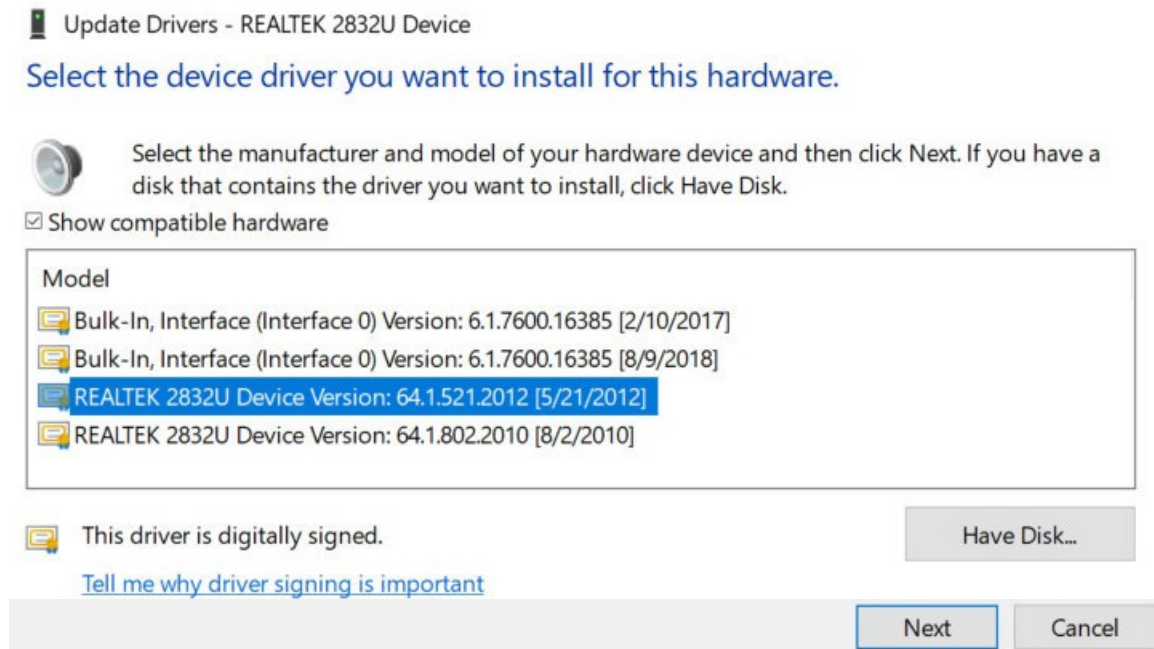 Update Drivers - REALTEK 2832U Device
Select the device driver you want to install for this hardware.
Select the manufacturer and model of your hardware device and then click Next. If you have a
disk that contains the driver you want to install, click Have Disk.
Show compatible hardware
Model
Bulk-In, Interface (Interface 0) Version: 6.1.7600.16385 [2/10/2017]
Bulk-In, Interface (Interface 0) Version: 6.1.7600.16385 [8/9/2018]
REALTEK 2832U Device Version: 64.1.521.2012 [5/21/2012]
REALTEK 2832U Device Version: 64.1.802.2010 [8/2/2010]
This driver is digitally signed.
Have Disk...
Tell me why driver signing is important
Next
Cancel